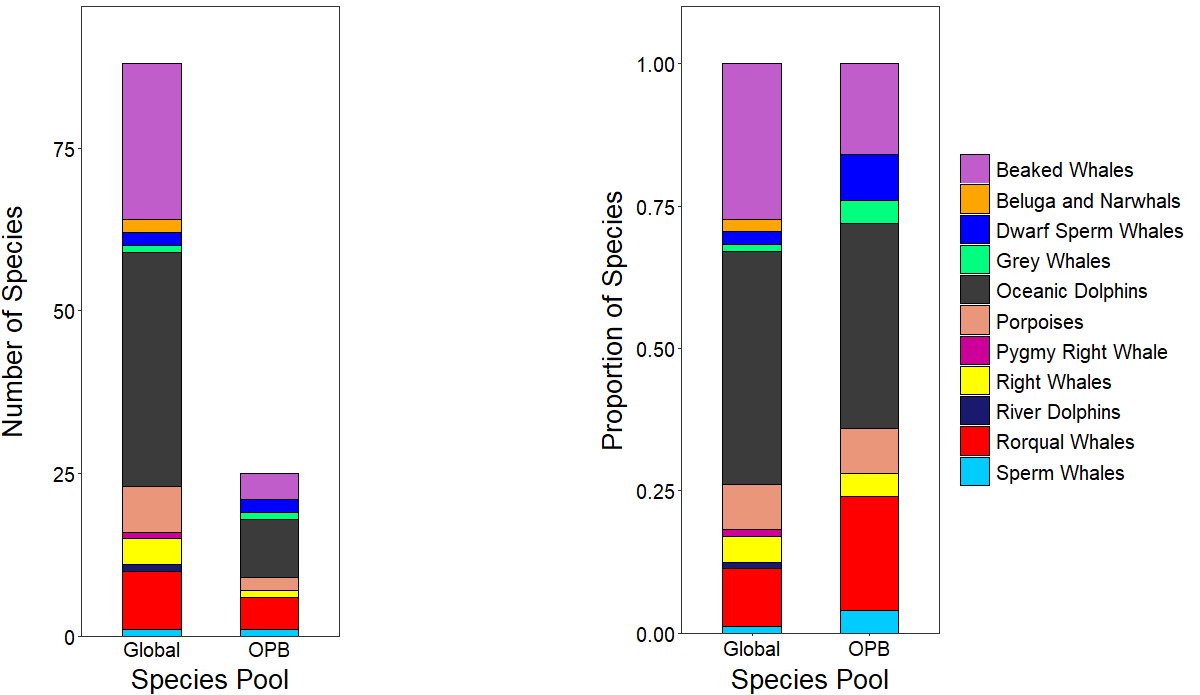 Number of Species
75
50
25
0
Global
OPB
Species Pool
Proportion of Species
1.00
0.75
0.50
0.25
0.00
Global
OPB
Species Pool
Beaked Whales
Beluga and Narwhals
Dwarf Sperm Whales
Grey Whales
Oceanic Dolphins
Porpoises
Pygmy Right Whale
Right Whales
River Dolphins
Rorqual Whales
Sperm Whales